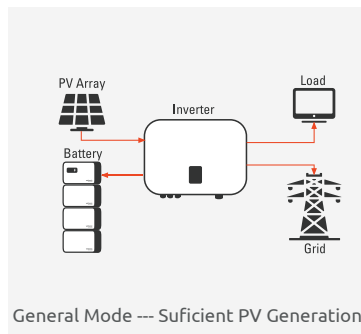 PV Array
Load
Inverter
Battery
Grid
General Mode --- Suficient PV Generation